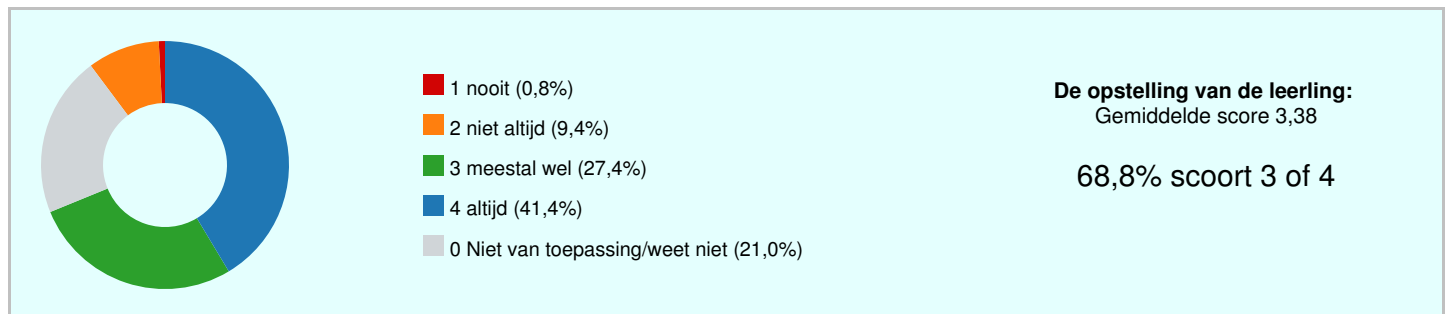 1 nooit (0,8%)
2 niet altijd (9,4%)
3 meestal wel (27,4%)
4 altijd (41,4%)
0 Niet van toepassing/weet niet (21,0%)
De opstelling van de leerling:
Gemiddelde score 3,38
68,8% scoort 3 of 4